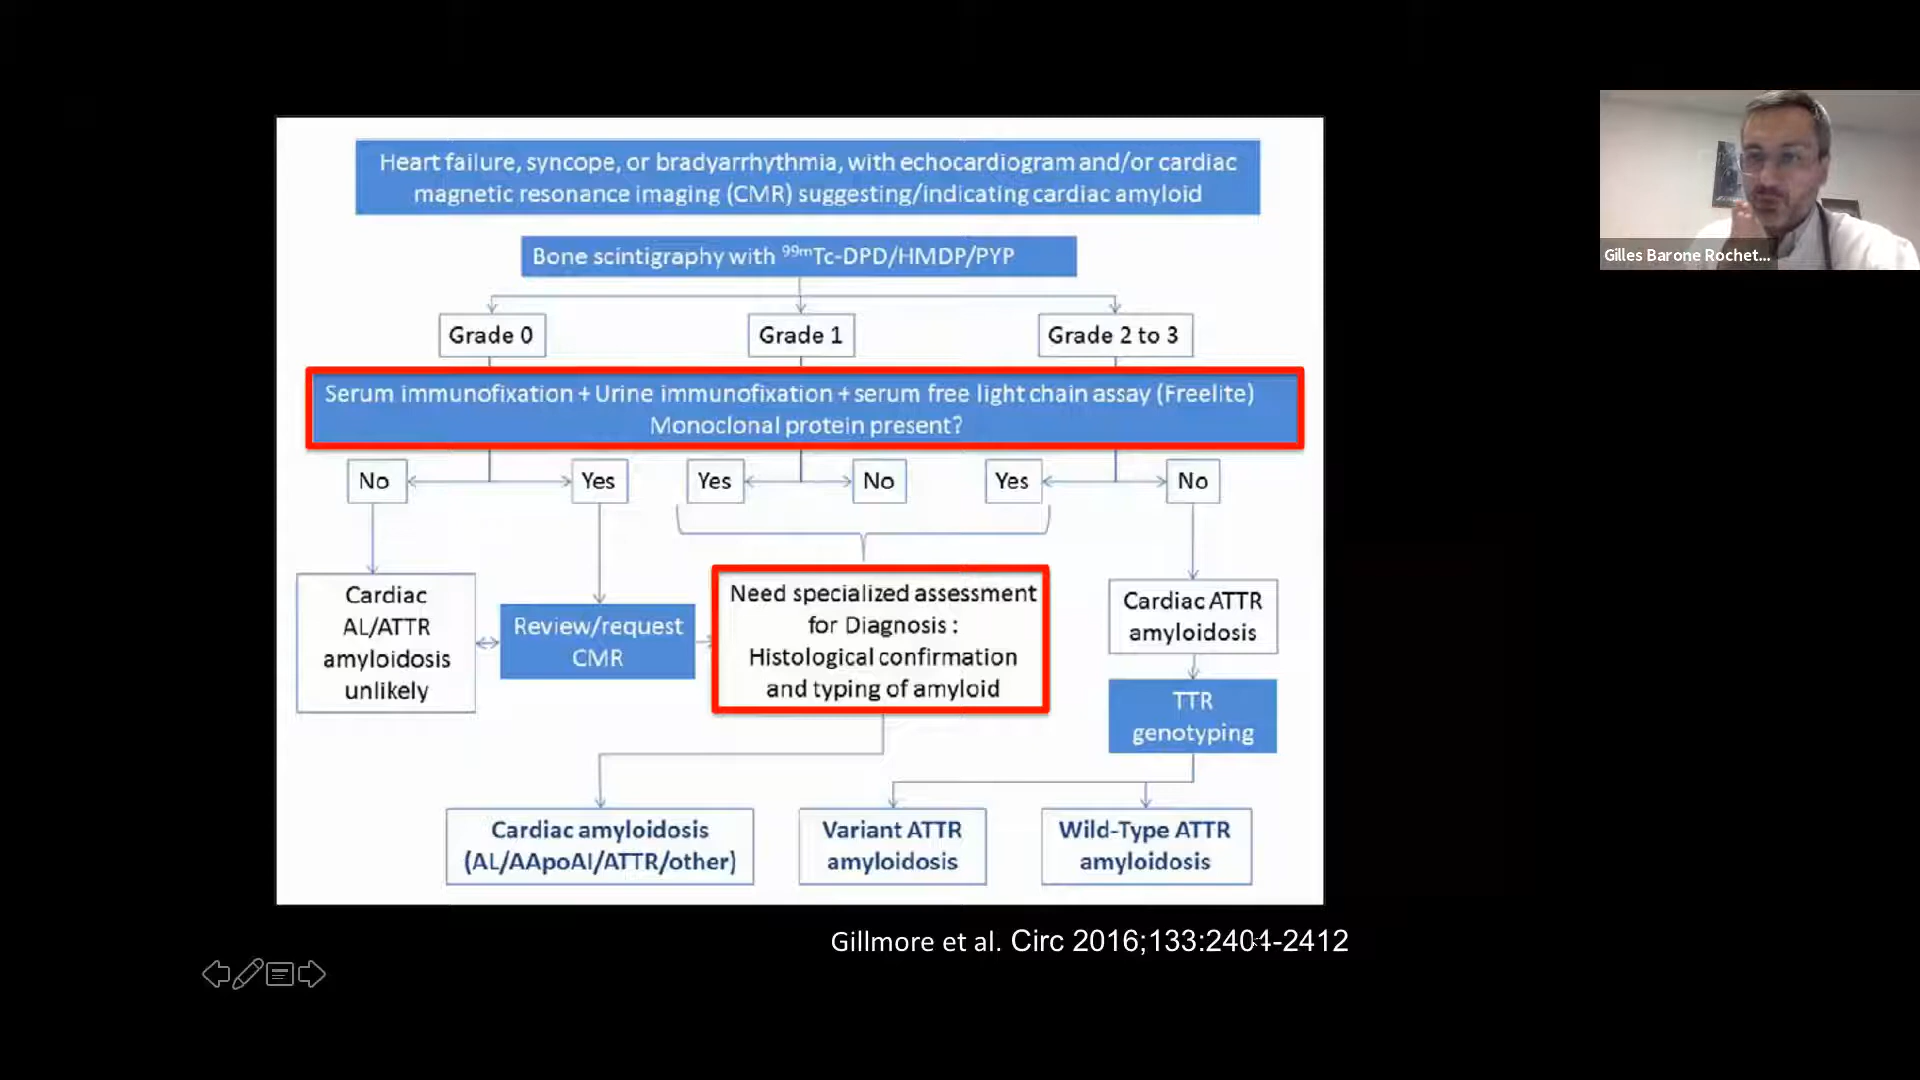 Heart failure, syncope, or bradyarrhythmia, with echocardiogram and/or cardiac
magnetic resonance imaging (CMR) suggesting/indicating cardiac amyloid
Bone scintigraphy with ⁹⁹ᵐTc-DPD/HMDP/PYP
Grade 0
Grade 1
Grade 2 to 3
Serum immunofixation + Urine immunofixation + serum free light chain assay (Freelite)
Monoclonal protein present?
No
Yes
Yes
No
Yes
No
Cardiac
AL/ATTR
amyloidosis
unlikely
Review/request
CMR
Need specialized assessment
for Diagnosis :
Histological confirmation
and typing of amyloid
Cardiac ATTR
amyloidosis
TTR
genotyping
Cardiac amyloidosis
(AL/AApoAI/ATTR/other)
Variant ATTR
amyloidosis
Wild-Type ATTR
amyloidosis
Gillmore et al. Circ 2016;133:2404-2412
Gilles Barone Rochet...